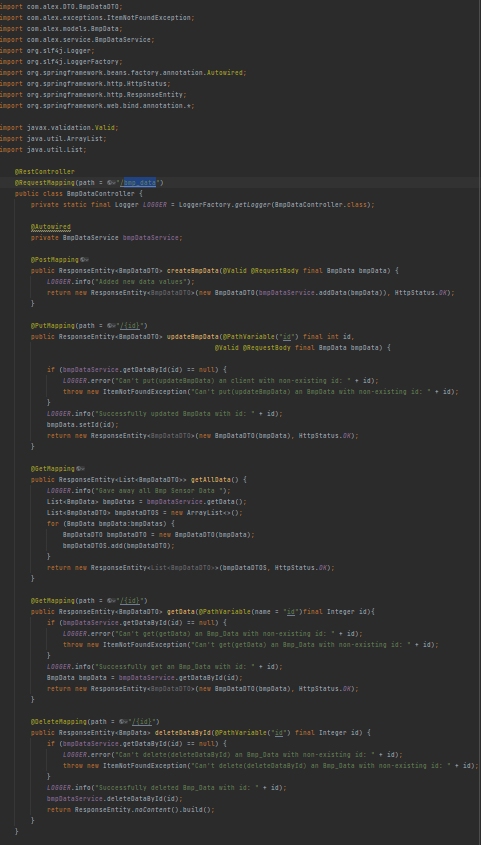 import com.alex.DTO.BmpDataDTO;
import com.alex.exceptions.ItemNotFoundException;
import com.alex.models.BmpData;
import com.alex.service.BmpDataService;
import org.slf4j.Logger;
import org.slf4j.LoggerFactory;
import org.springframework.beans.factory.annotation.Autowired;
import org.springframework.http.HttpStatus;
import org.springframework.http.ResponseEntity;
import org.springframework.web.bind.annotation.*;
import javax.validation.Valid;
import java.util.ArrayList;
import java.util.List;
@RestController
@RequestMapping(path = "/bmp_data")
public class BmpDataController {
private static final Logger LOGGER = LoggerFactory.getLogger(BmpDataController.class);
@Autowired
private BmpDataService bmpDataService;
@PostMapping
public ResponseEntity<BmpDataDTO> createBmpData(@Valid @RequestBody final BmpData bmpData) {
LOGGER.info("Added new data values");
return new ResponseEntity<BmpDataDTO>(new BmpDataDTO(bmpDataService.addData(bmpData)), HttpStatus.OK);
}
@PutMapping(path = "/{id}")
public ResponseEntity<BmpDataDTO> updateBmpData(@PathVariable("id") final int id,
@Valid @RequestBody final BmpData bmpData) {
if (bmpDataService.getDataById(id) == null) {
LOGGER.error("Can't put(updateBmpData) an client with non-existing id: " + id);
throw new ItemNotFoundException("Can't put(updateBmpData) an BmpData with non-existing id: " + id);
}
LOGGER.info("Successfully updated BmpData with id: " + id);
bmpData.setId(id);
return new ResponseEntity<BmpDataDTO>(new BmpDataDTO(bmpData), HttpStatus.OK);
}
@GetMapping
public ResponseEntity<List<BmpDataDTO>> getAllData() {
LOGGER.info("Gave away all Bmp Sensor Data ");
List<BmpData> bmpDatas = bmpDataService.getData();
List<BmpDataDTO> bmpDataDTOS = new ArrayList<>();
for (BmpData bmpData:bmpDatas) {
BmpDataDTO bmpDataDTO = new BmpDataDTO(bmpData);
bmpDataDTOS.add(bmpDataDTO);
}
return new ResponseEntity<List<BmpDataDTO>>(bmpDataDTOS, HttpStatus.OK);
}
@GetMapping(path = "/{id}")
public ResponseEntity<BmpDataDTO> getData(@PathVariable(name = "id")final Integer id){
if (bmpDataService.getDataById(id) == null) {
LOGGER.error("Can't get(getData) an Bmp_Data with non-existing id: " + id);
throw new ItemNotFoundException("Can't get(getData) an Bmp_Data with non-existing id: " + id);
}
LOGGER.info("Successfully get an Bmp_Data with id: " + id);
BmpData bmpData = bmpDataService.getDataById(id);
return new ResponseEntity<BmpDataDTO>(new BmpDataDTO(bmpData), HttpStatus.OK);
}
@DeleteMapping(path = "/{id}")
public ResponseEntity<BmpData> deleteDataById(@PathVariable("id") final Integer id) {
if (bmpDataService.getDataById(id) == null) {
LOGGER.error("Can't delete(deleteDataById) an Bmp_Data with non-existing id: " + id);
throw new ItemNotFoundException("Can't delete(deleteDataById) an Bmp_Data with non-existing id: " + id);
}
LOGGER.info("Successfully deleted Bmp_Data with id: " + id);
bmpDataService.deleteDataById(id);
return ResponseEntity.noContent().build();
}
}